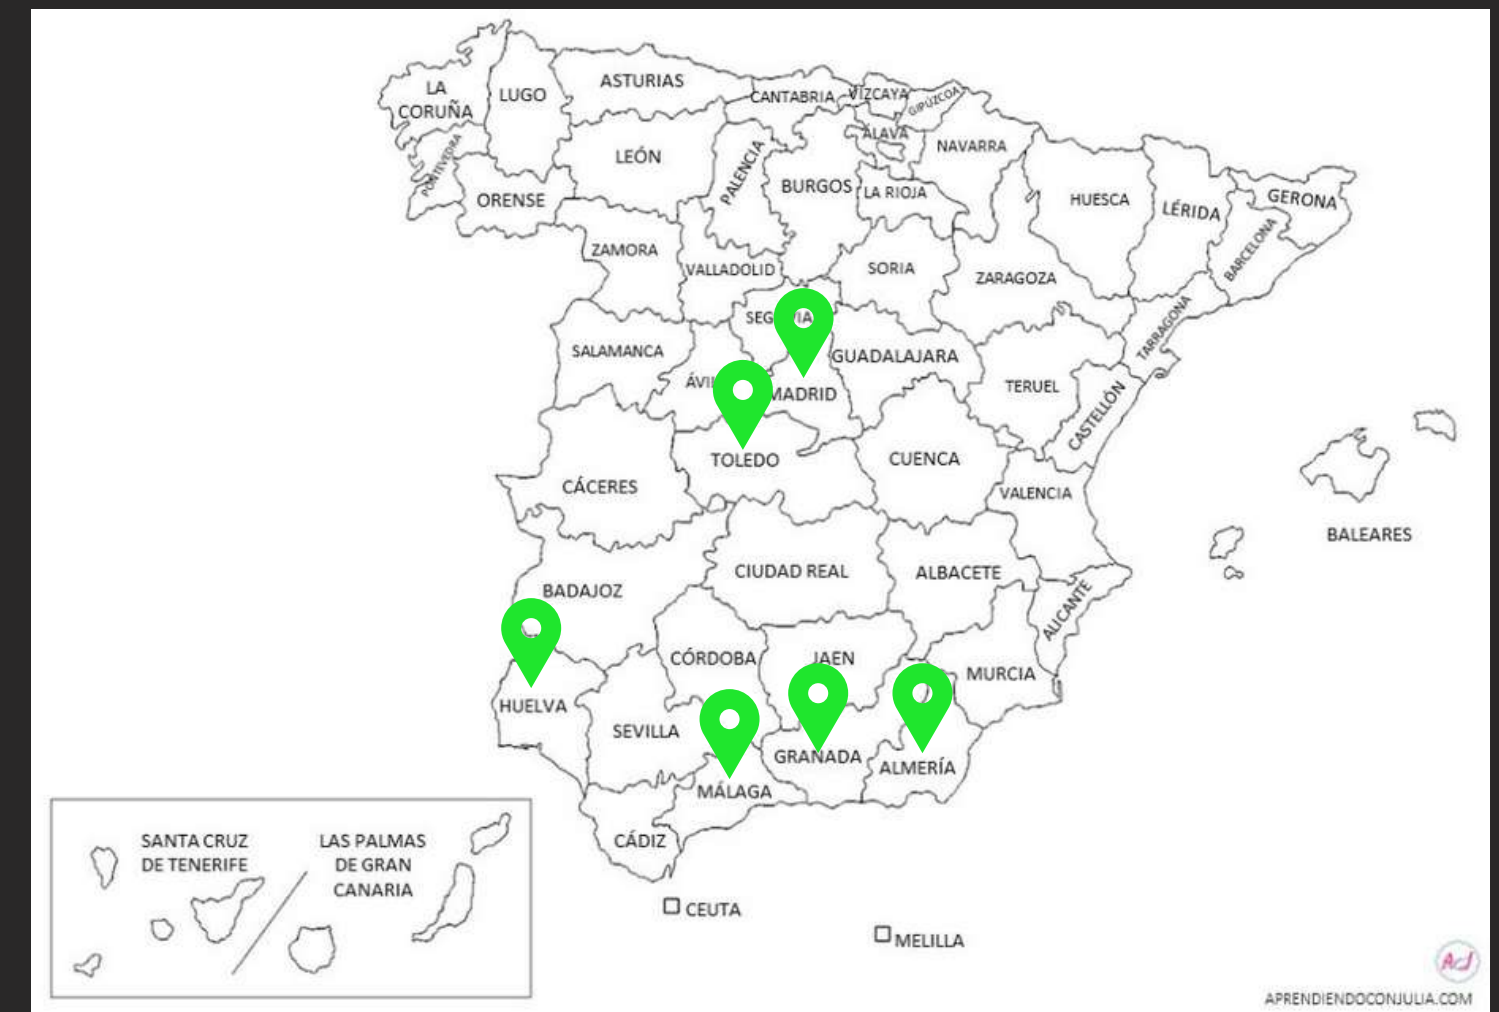 LA
CORUÑA
LUGO
ASTURIAS
CANTABRIA
VIZCAYA
GIPÚZCOA
ÁLAVA
NAVARRA
PONTEVEDRA
ORENSE
LEÓN
PALENCIA
BURGOS
LA RIOJA
HUESCA
LÉRIDA
GERONA
BARCELONA
ZAMORA
VALLADOLID
SORIA
ZARAGOZA
TARRAGONA
SALAMANCA
GUADALAJARA
TERUEL
CASTELLÓN
MADRID
TOLEDO
CUENCA
CÁCERES
VALENCIA
BALEARES
BADAJOZ
CIUDAD REAL
ALBACETE
ALICANTE
CÓRDOBA
JAEN
MURCIA
HUELVA
SEVILLA
GRANADA
ALMERÍA
MÁLAGA
CÁDIZ
SANTA CRUZ
DE TENERIFE
LAS PALMAS
DE GRAN
CANARIA
CEUTA
MELILLA
AcJ
APRENDIENDOCONJULIA.COM